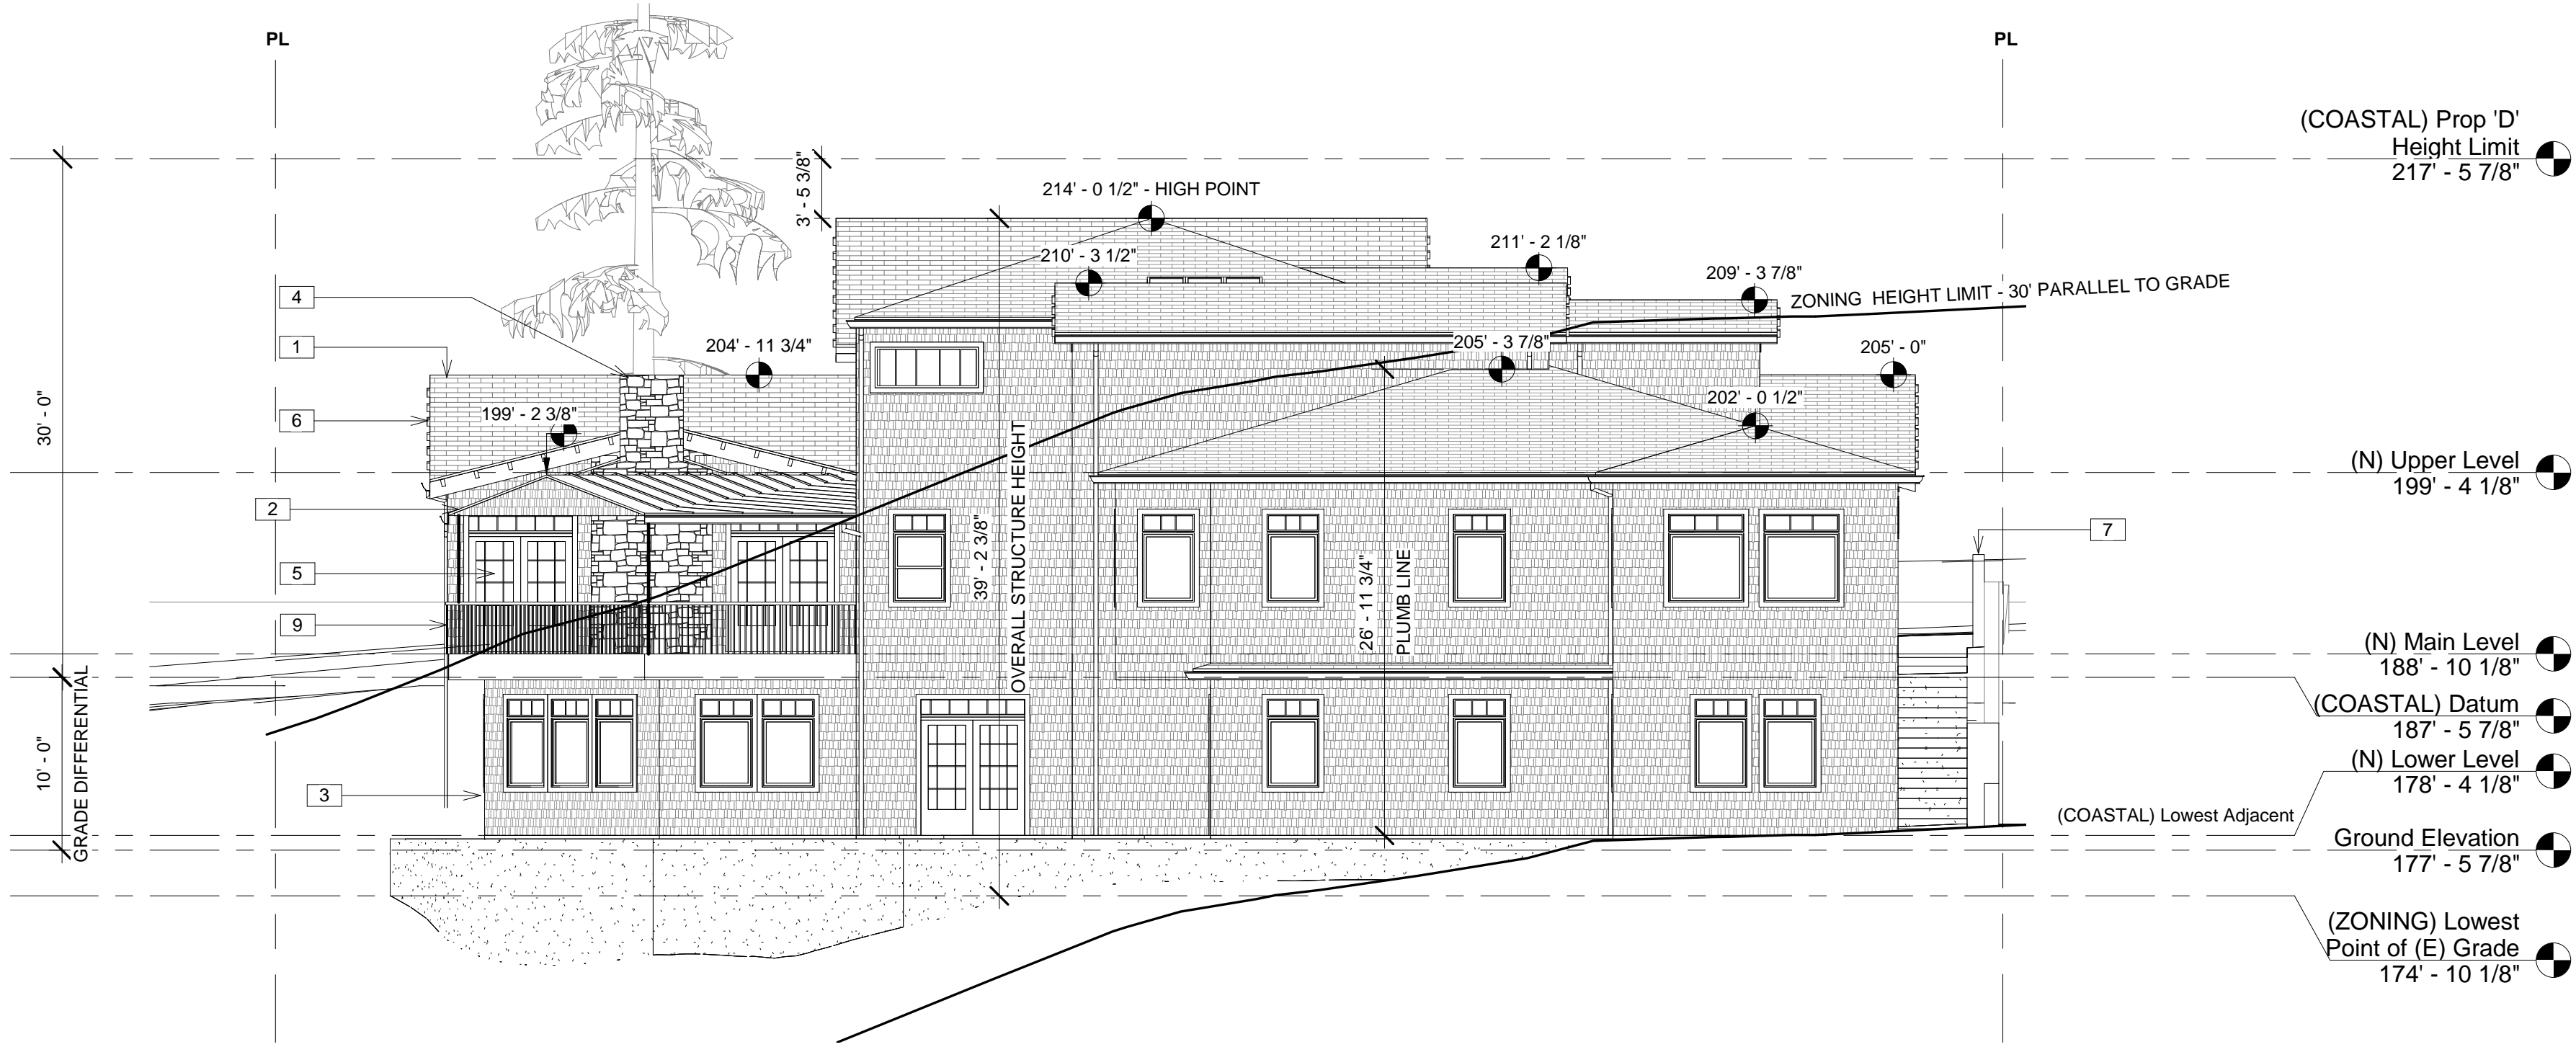 PL
PL
(COASTAL) Prop 'D'
Height Limit
217' - 5 7/8"
3' - 5 3/8"
214' - 0 1/2" - HIGH POINT
210' - 3 1/2"
211' - 2 1/8"
209' - 3 7/8"
ZONING HEIGHT LIMIT - 30' PARALLEL TO GRADE
4
1
204' - 11 3/4"
205' - 3 7/8"
205' - 0"
6
199' - 2 3/8"
202' - 0 1/2"
30' - 0"
(N) Upper Level
199' - 4 1/8"
2
7
5
39' - 2 3/8"
OVERALL STRUCTURE HEIGHT
26' - 11 3/4"
PLUMB LINE
9
(N) Main Level
188' - 10 1/8"
(COASTAL) Datum
187' - 5 7/8"
10' - 0"
GRADE DIFFERENTIAL
3
(N) Lower Level
178' - 4 1/8"
(COASTAL) Lowest Adjacent
Ground Elevation
177' - 5 7/8"
(ZONING) Lowest
Point of (E) Grade
174' - 10 1/8"